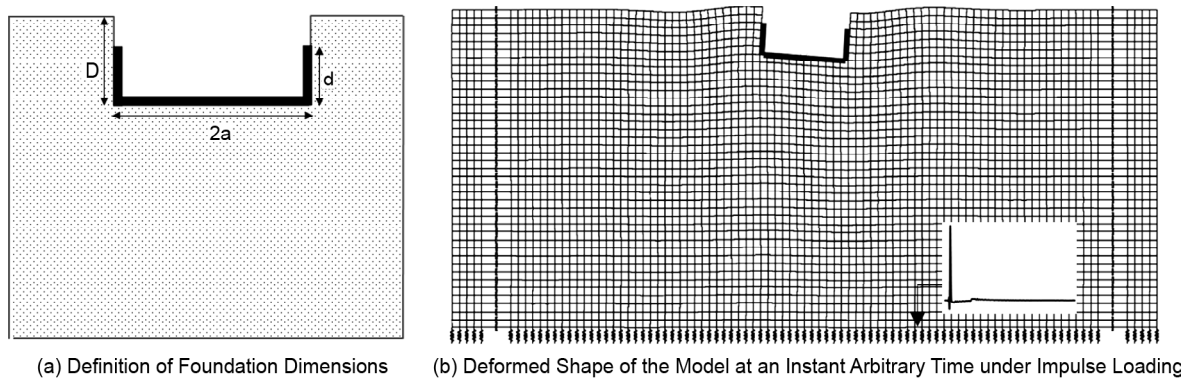 D
d
2a
(a) Definition of Foundation Dimensions
(b) Deformed Shape of the Model at an Instant Arbitrary Time under Impulse Loading